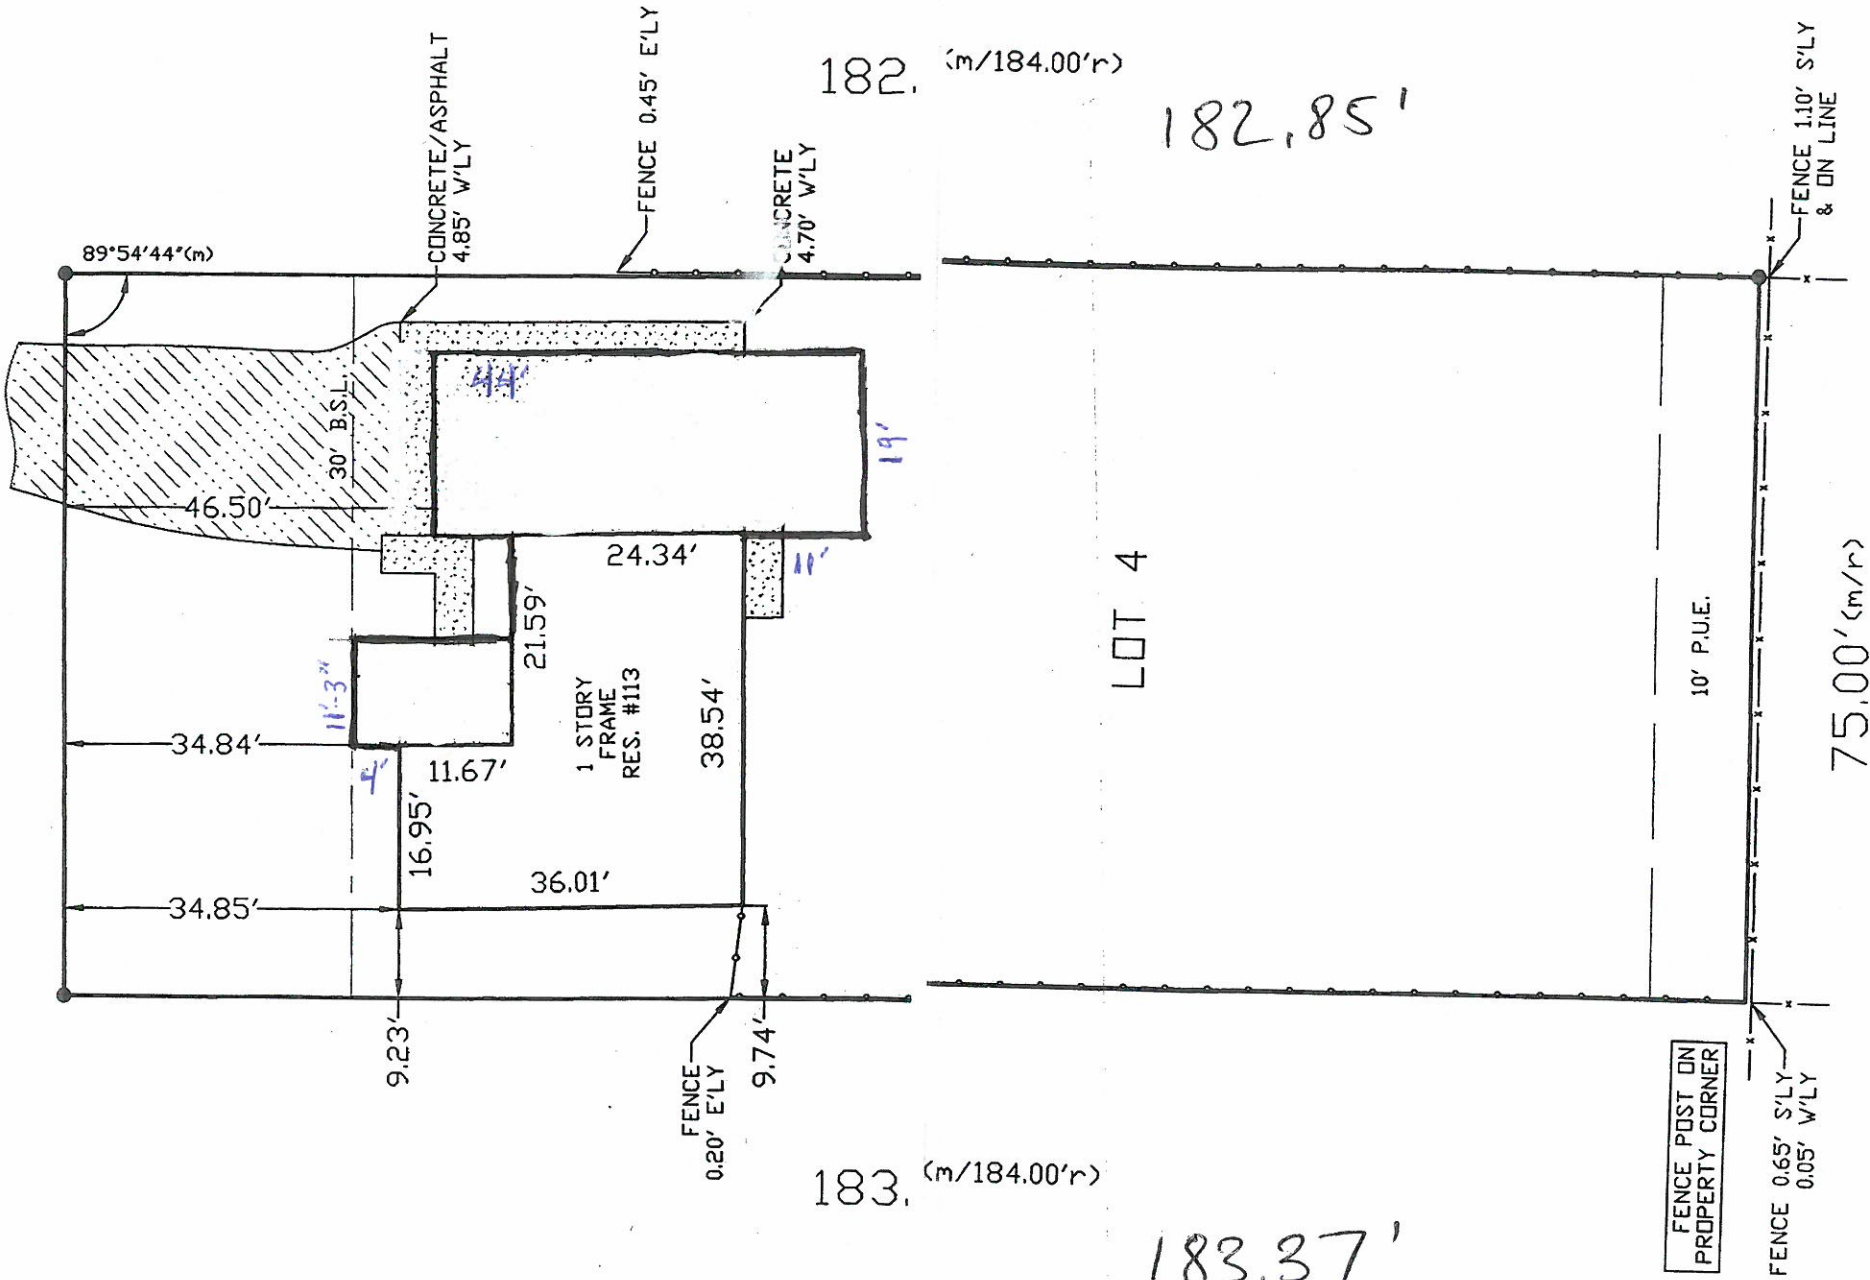 CONCRETE/ASPHALT
4.85' W'LY
FENCE 0.45' E'LY
182.
(m/184.00'r)
182.85'
FENCE 1.10' S'LY
& ON LINE
CONCRETE
4.70' W'LY
89°54'44"(m)
30' B.S.L.
44'
19'
46.50'
24.34'
11'
21.59'
11'-3"
34.84'
4'
11.67'
1 STORY
FRAME
RES. #113
38.54'
16.95'
36.01'
34.85'
LOT 4
10' P.U.E.
75.00'(m/r)
9.23'
FENCE
0.20' E'LY
9.74'
183.
(m/184.00'r)
183.37'
FENCE POST ON
PROPERTY CORNER
FENCE 0.65' S'LY
0.05' W'LY